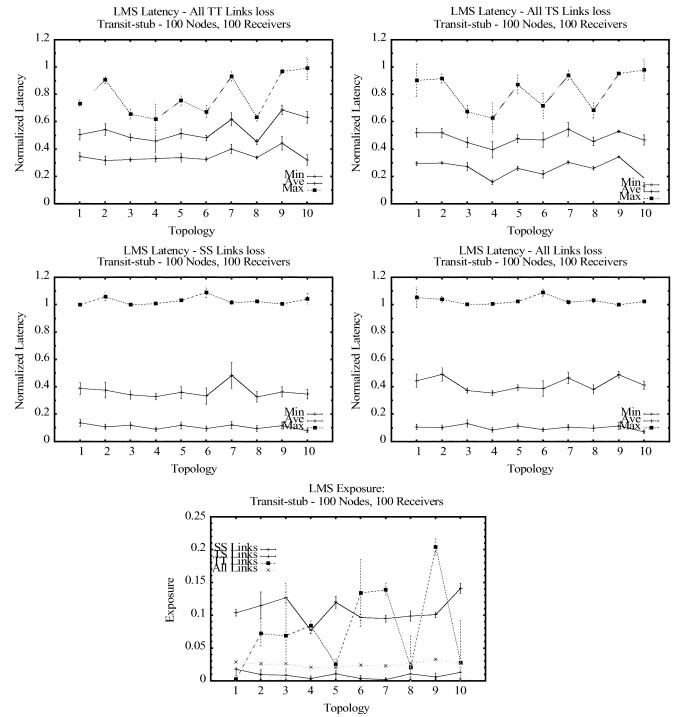 LMS Latency - All TT Links loss
Transit-stub - 100 Nodes, 100 Receivers
1.2
1
0.8
0.6
0.4
0.2
0
Normalized Latency
Min
Ave
Max
1 2 3 4 5 6 7 8 9 10
Topology
LMS Latency - All TS Links loss
Transit-stub - 100 Nodes, 100 Receivers
1.2
1
0.8
0.6
0.4
0.2
0
Normalized Latency
Min
Ave
Max
1 2 3 4 5 6 7 8 9 10
Topology
LMS Latency - SS Links loss
Transit-stub - 100 Nodes, 100 Receivers
1.2
1
0.8
0.6
0.4
0.2
0
Normalized Latency
Min
Ave
Max
1 2 3 4 5 6 7 8 9 10
Topology
LMS Latency - All Links loss
Transit-stub - 100 Nodes, 100 Receivers
1.2
1
0.8
0.6
0.4
0.2
0
Normalized Latency
Min
Ave
Max
1 2 3 4 5 6 7 8 9 10
Topology
LMS Exposure:
Transit-stub - 100 Nodes, 100 Receivers
0.25
0.2
0.15
0.1
0.05
0
Exposure
SS Links
TS Links
TT Links
All Links
1 2 3 4 5 6 7 8 9 10
Topology